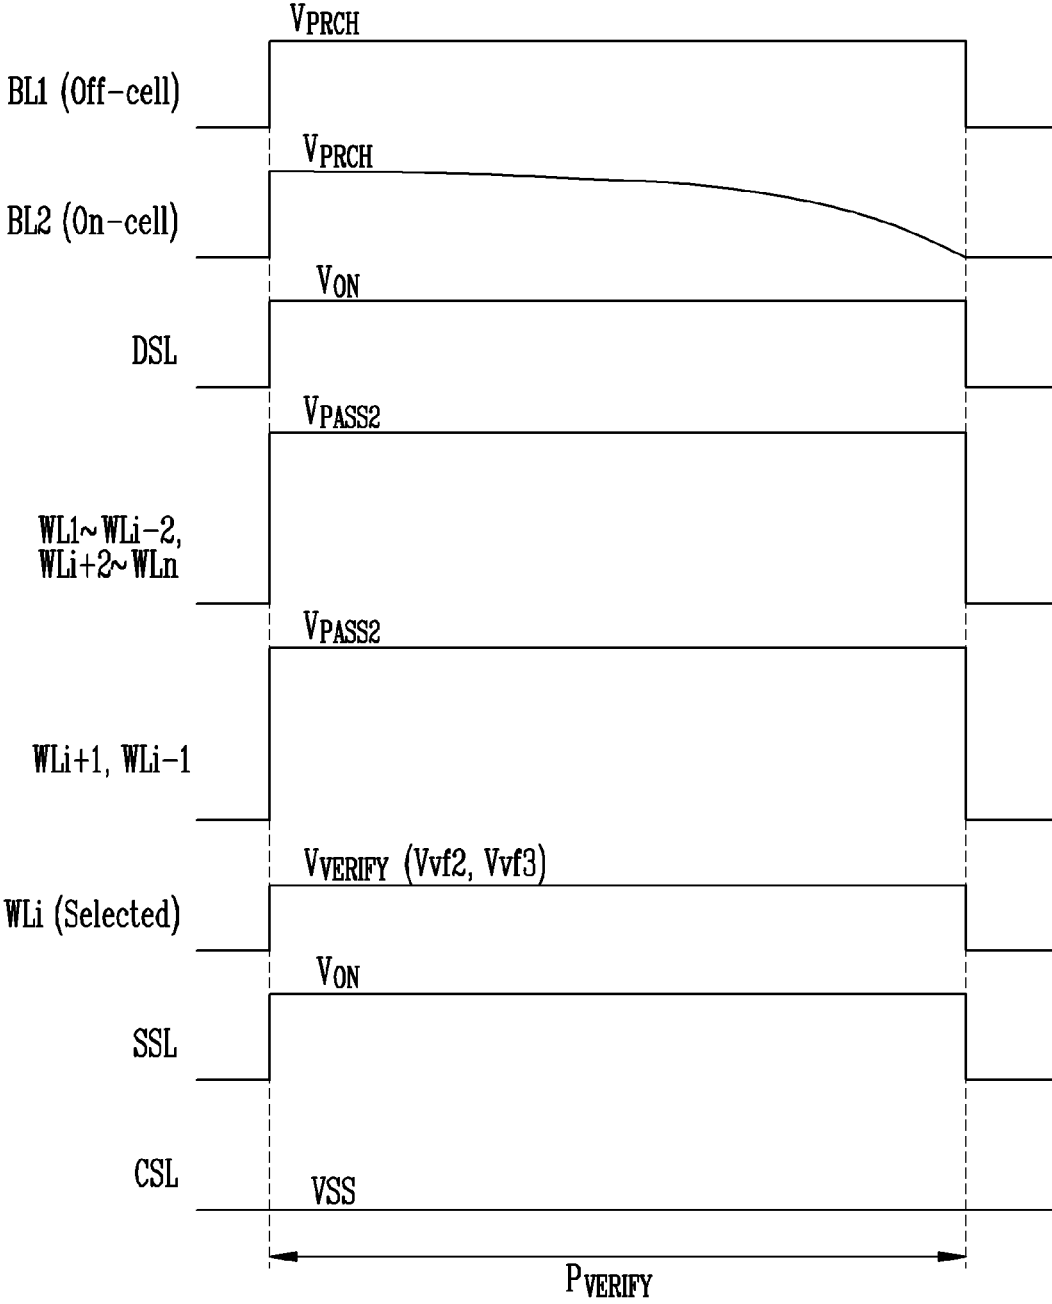 VPRCH
BL1 (Off-cell)
VPRCH
BL2 (On-cell)
VON
DSL
VPASS2
WL1~WLi-2,
WLi+2~WLn
VPASS2
WLi+1, WLi-1
VVERIFY (Vvf2, Vvf3)
WLi (Selected)
VON
SSL
CSL
VSS
PVERIFY